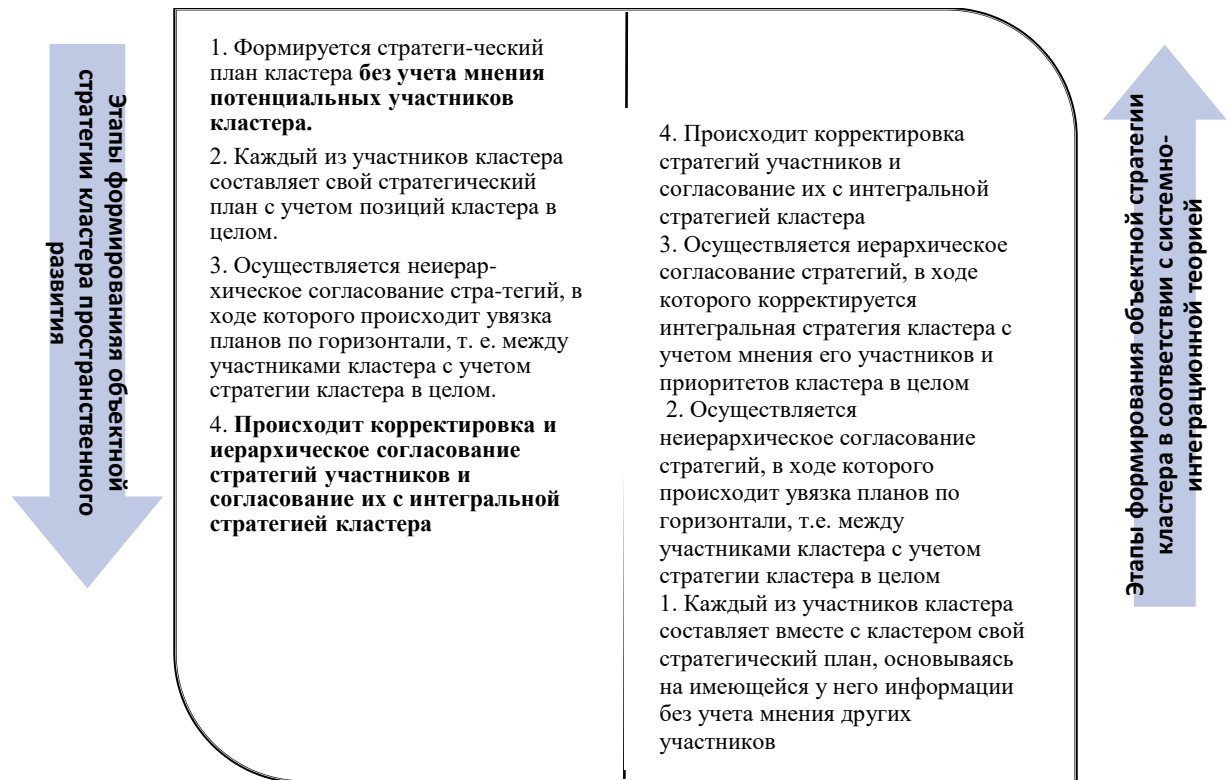 Этапы формированияя объектной
стратегии кластера пространственного
развития
1. Формируется стратеги-ческий
план кластера без учета мнения
потенциальных участников
кластера.
2. Каждый из участников кластера
составляет свой стратегический
план с учетом позиций кластера в
целом.
3. Осуществляется неиерар-
хическое согласование стра-тегий, в
ходе которого происходит увязка
планов по горизонтали, т. е. между
участниками кластера с учетом
стратегии кластера в целом.
4. Происходит корректировка и
иерархическое согласование
стратегий участников и
согласование их с интегральной
стратегией кластера
4. Происходит корректировка
стратегий участников и
согласование их с интегральной
стратегией кластера
3. Осуществляется иерархическое
согласование стратегий, в ходе
которого корректируется
интегральная стратегия кластера с
учетом мнения его участников и
приоритетов кластера в целом
2. Осуществляется
неиерархическое согласование
стратегий, в ходе которого
происходит увязка планов по
горизонтали, т.е. между
участниками кластера с учетом
стратегии кластера в целом
1. Каждый из участников кластера
составляет вместе с кластером свой
стратегический план, основываясь
на имеющейся у него информации
без учета мнения других
участников
Этапы формирования объектной стратегии
кластера в соответствии с системно-
интеграционной теорией